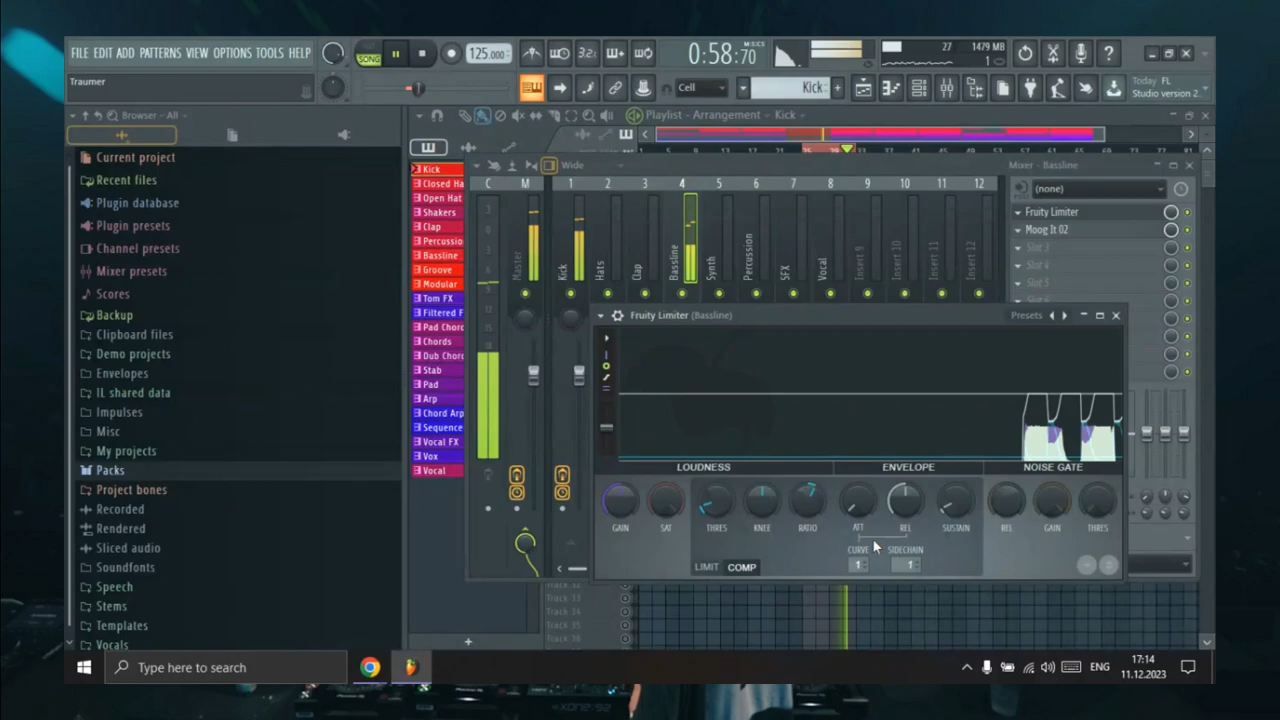 FILE EDIT ADD PATTERNS VIEW OPTIONS TOOLS HELP
SONG
125.000
3.2.1
0:58:70
M:S:CS
27
1479 MB
1
Traumer
Cell
Kick
Today FL
Studio version 2..
Browser - All
Playlist - Arrangement - Kick
Current project
Recent files
Plugin database
Plugin presets
Channel presets
Mixer presets
Scores
Backup
Clipboard files
Demo projects
Envelopes
IL shared data
Impulses
Misc
My projects
Packs
Project bones
Recorded
Rendered
Sliced audio
Soundfonts
Speech
Stems
Templates
Vocals
Kick
Closed Ha
Open Hat
Shakers
Clap
Percussio
Bassline
Groove
Modular
Tom FX
Filtered F
Pad Chord
Chords
Dub Chor
Stab
Pad
Arp
Chord Arp
Sequence
Vocal FX
Vox
Vocal
Wide
Mixer - Bassline
C M 1 2 3 4 5 6 7 8 9 10 11 12
Master
Kick
Hats
Clap
Bassline
Synth
Percussion
SFX
Vocal
Insert 9
Insert 10
Insert 11
Insert 12
(none)
Fruity Limiter
Moog It 02
Slot 3
Slot 4
Slot 5
Fruity Limiter (Bassline)
Presets
LOUDNESS ENVELOPE NOISE GATE
GAIN SAT THRES KNEE RATIO ATT REL SUSTAIN REL GAIN THRES
CURVE SIDECHAIN
LIMIT COMP 1 1
Track 33
Track 34
Track 35
Track 36
Type here to search
ENG
17:14
11.12.2023
XONE:92